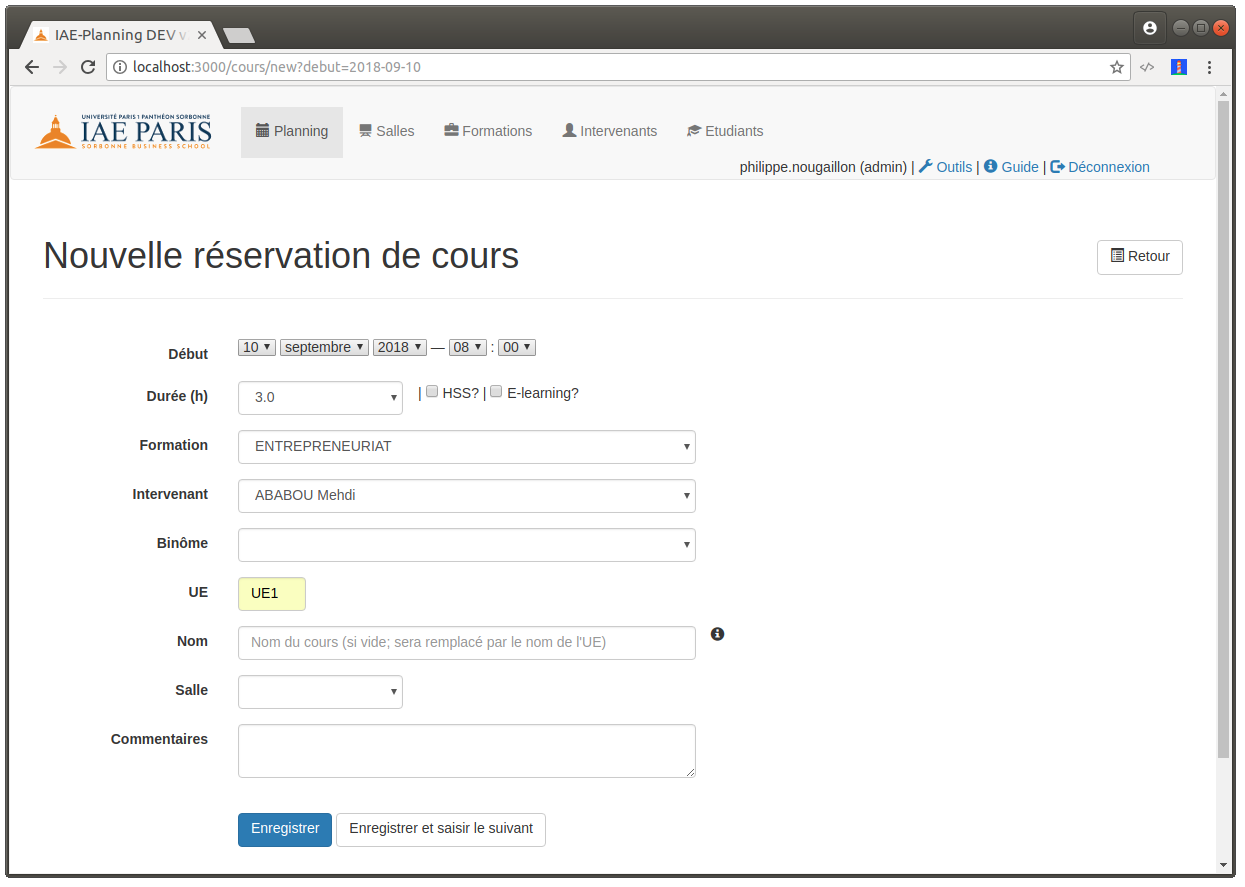 IAE-Planning DEV v
localhost:3000/cours/new?debut=2018-09-10
UNIVERSITÉ PARIS 1 PANTHÉON SORBONNE
IAE PARIS
SORBONNE BUSINESS SCHOOL
Planning Salles Formations Intervenants Etudiants
philippe.nougaillon (admin) | Outils | Guide | Déconnexion
Nouvelle réservation de cours
Retour
Début 10 septembre 2018 — 08 : 00
Durée (h) 3.0 | HSS? | E-learning?
Formation ENTREPRENEURIAT
Intervenant ABABOU Mehdi
Binôme
UE UE1
Nom Nom du cours (si vide; sera remplacé par le nom de l'UE)
Salle
Commentaires
Enregistrer Enregistrer et saisir le suivant